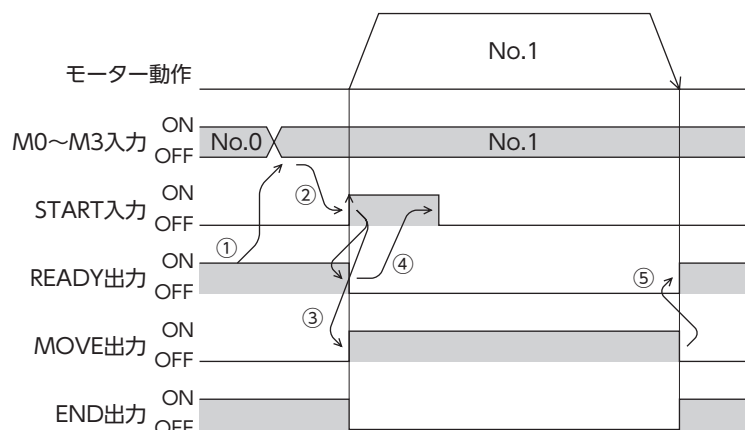 No.1
モーター動作
M0～M3入力 ON OFF No.0 No.1
START入力 ON OFF ②
①
READY出力 ON OFF ④ ⑤
③
MOVE出力 ON OFF
END出力 ON OFF